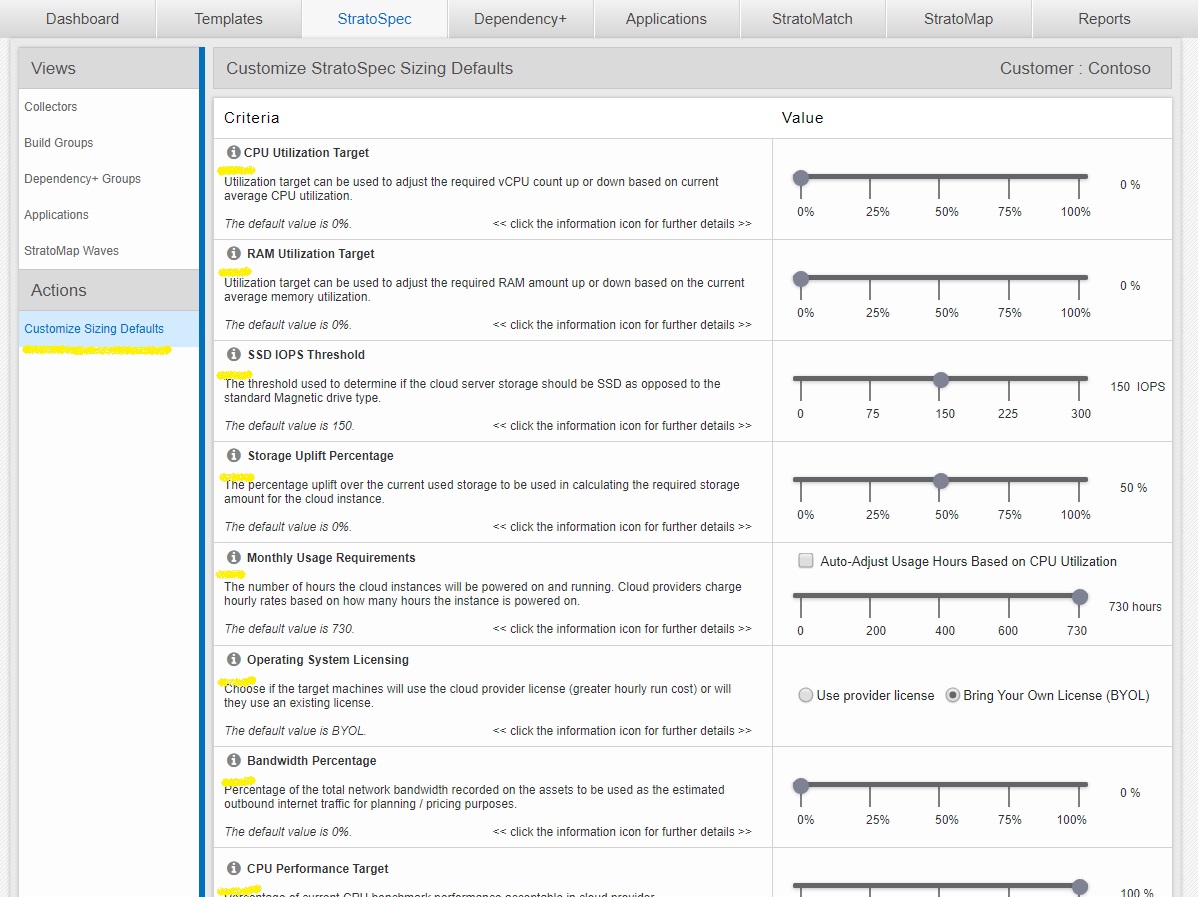 Dashboard Templates StratoSpec Dependency+ Applications StratoMatch StratoMap Reports
Views
Collectors
Build Groups
Dependency+ Groups
Applications
StratoMap Waves
Actions
Customize Sizing Defaults
Customize StratoSpec Sizing Defaults Customer : Contoso
Criteria Value
CPU Utilization Target
Utilization target can be used to adjust the required vCPU count up or down based on current
average CPU utilization.
The default value is 0%. << click the information icon for further details >>
0% 25% 50% 75% 100%
0 %
RAM Utilization Target
Utilization target can be used to adjust the required RAM amount up or down based on the current
average memory utilization.
The default value is 0%. << click the information icon for further details >>
0% 25% 50% 75% 100%
0 %
SSD IOPS Threshold
The threshold used to determine if the cloud server storage should be SSD as opposed to the
standard Magnetic drive type.
The default value is 150. << click the information icon for further details >>
0 75 150 225 300
150 IOPS
Storage Uplift Percentage
The percentage uplift over the current used storage to be used in calculating the required storage
amount for the cloud instance.
The default value is 0%. << click the information icon for further details >>
0% 25% 50% 75% 100%
50 %
Monthly Usage Requirements
The number of hours the cloud instances will be powered on and running. Cloud providers charge
hourly rates based on how many hours the instance is powered on.
The default value is 730. << click the information icon for further details >>
Auto-Adjust Usage Hours Based on CPU Utilization
0 200 400 600 730
730 hours
Operating System Licensing
Choose if the target machines will use the cloud provider license (greater hourly run cost) or will
they use an existing license.
The default value is BYOL. << click the information icon for further details >>
Use provider license Bring Your Own License (BYOL)
Bandwidth Percentage
Percentage of the total network bandwidth recorded on the assets to be used as the estimated
outbound internet traffic for planning / pricing purposes.
The default value is 0%. << click the information icon for further details >>
0% 25% 50% 75% 100%
0 %
CPU Performance Target
Percentage of current CPU benchmark performance acceptable in cloud provider.
100 %